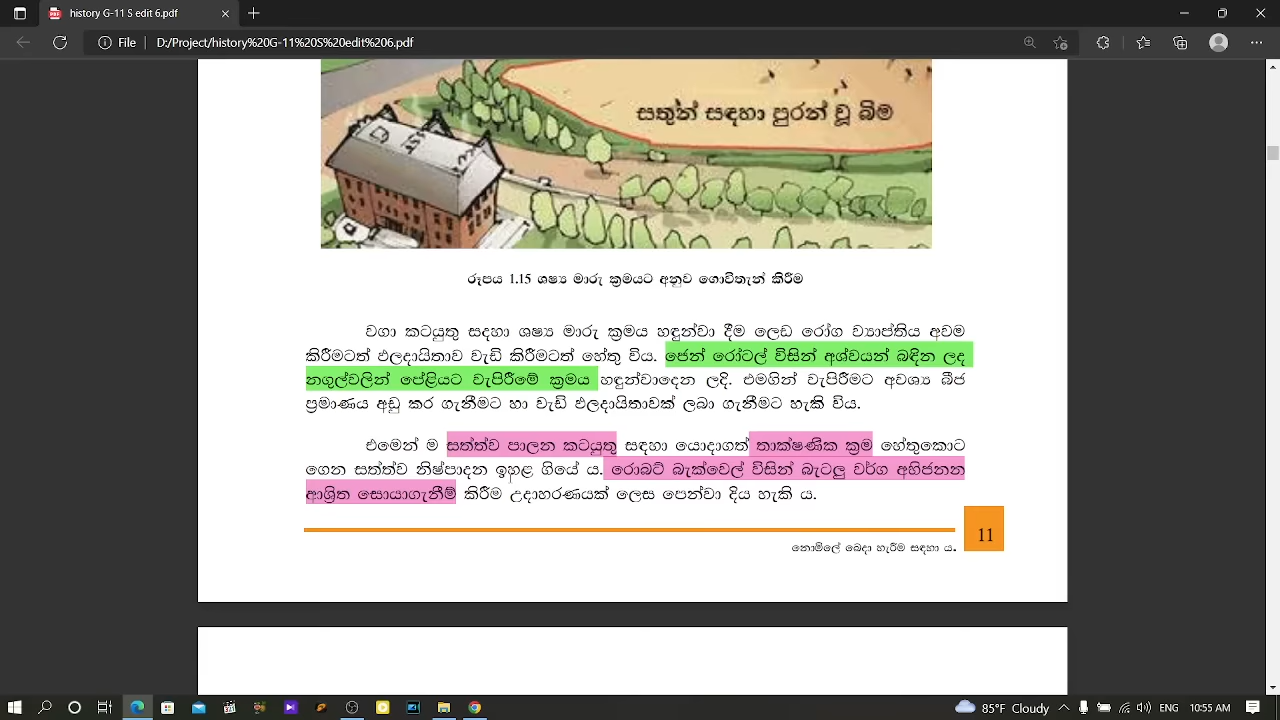 history G-11 S edit 6.pdf
File | D:/Project/history%20G-11%20S%20edit%206.pdf
සතුන් සඳහා පුරන් වූ බිම
රූපය 1.15 ශෂ්‍ය මාරු ක්‍රමයට අනුව ගොවිතැන් කිරීම
වගා කටයුතු සදහා ශෂ්‍ය මාරු ක්‍රමය හඳුන්වා දීම ලෙඩ රෝග ව්‍යාප්තිය අවම
කිරීමටත් ඵලදායිතාව වැඩි කිරීමටත් හේතු විය. ජෙන් රෝටල් විසින් අශ්වයන් බඳින ලද
නගුල්වලින් පේළියට වැපිරීමේ ක්‍රමය හඳුන්වාදෙන ලදි. එමගින් වැපිරීමට අවශ්‍ය බීජ
ප්‍රමාණය අඩු කර ගැනීමට හා වැඩි ඵලදායිතාවක් ලබා ගැනීමට හැකි විය.
එමෙන් ම සත්ත්ව පාලන කටයුතු සඳහා යොදාගත් තාක්ෂණික ක්‍රම හේතුකොට
ගෙන සත්ත්ව නිෂ්පාදන ඉහළ ගියේ ය. රොබට් බැක්වෙල් විසින් බැටලු වර්ග අභිජනන
ආශ්‍රිත සොයාගැනීම් කිරීම උදාහරණයක් ලෙස පෙන්වා දිය හැකි ය.
11
නොමිලේ බෙදා හැරීම සඳහා ය.
85°F Cloudy
ENG
10:55 AM